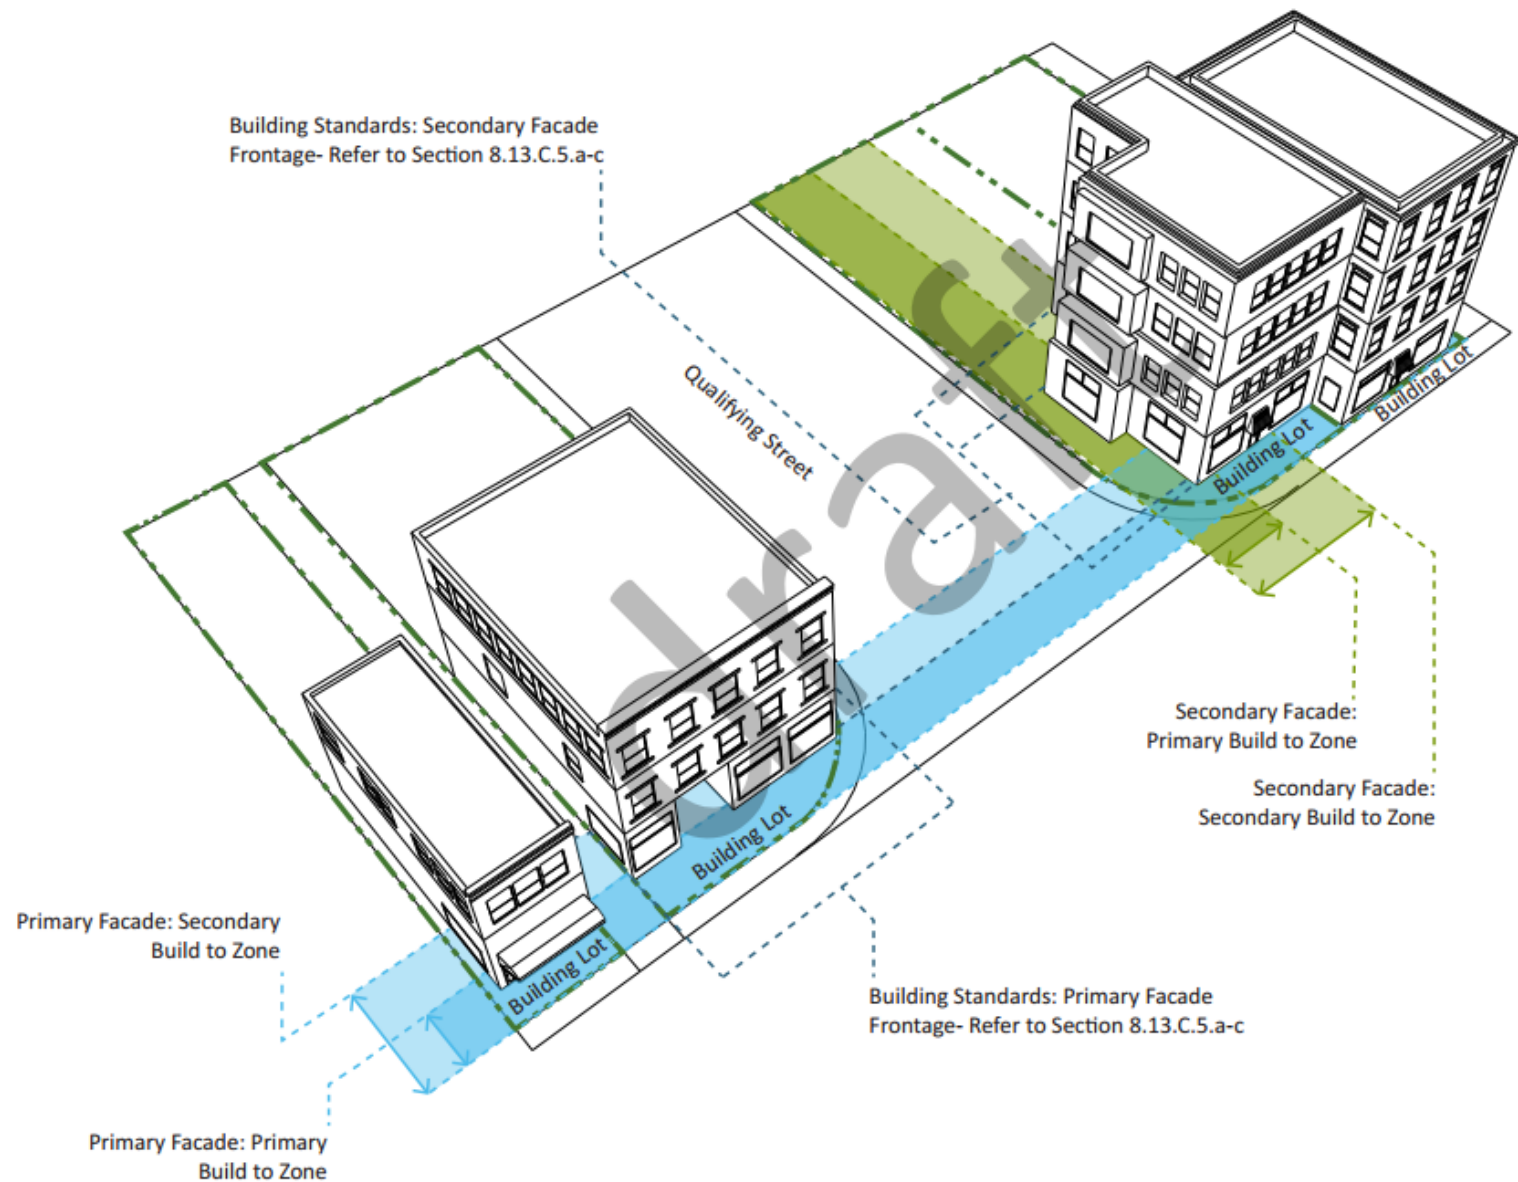 Building Standards: Secondary Facade
Frontage- Refer to Section 8.13.C.5.a-c
Qualifying Street
draft
Building Lot
Building Lot
Building Lot
Building Lot
Secondary Facade:
Primary Build to Zone
Secondary Facade:
Secondary Build to Zone
Primary Facade: Secondary
Build to Zone
Building Standards: Primary Facade
Frontage- Refer to Section 8.13.C.5.a-c
Primary Facade: Primary
Build to Zone